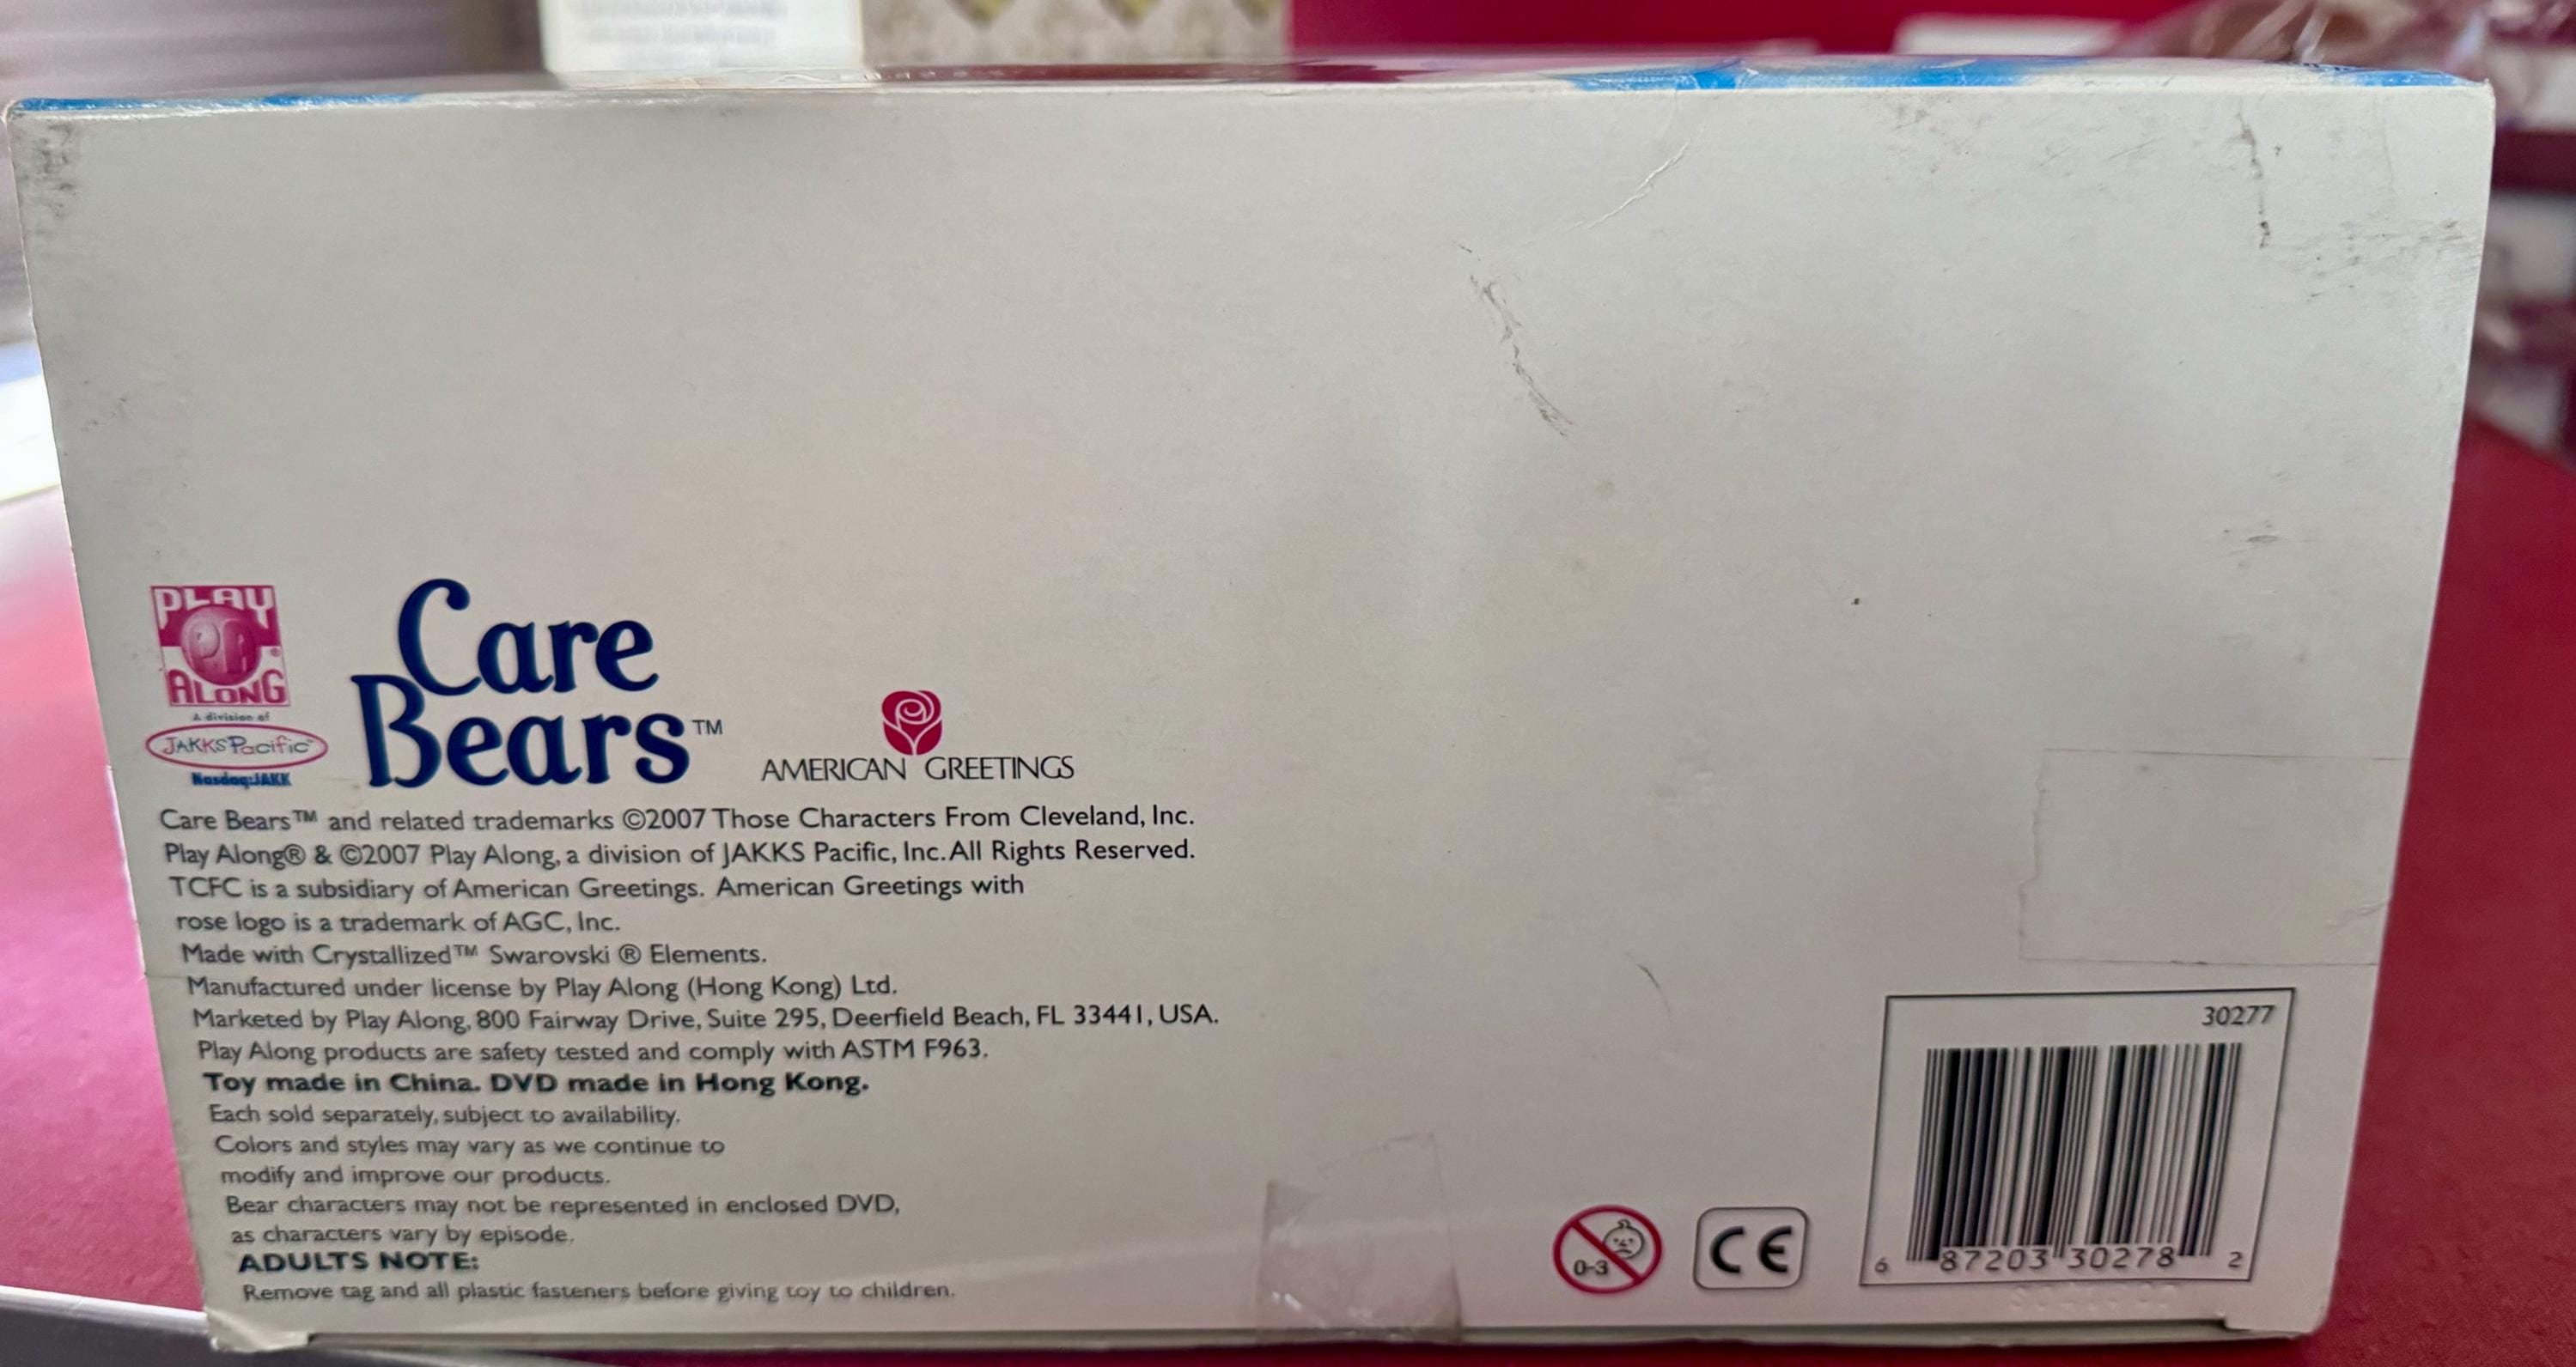 PLAY
PA®
ALONG
A division of
JAKKS Pacific™
Nasdaq:JAKK
Care
Bears™
AMERICAN GREETINGS
Care Bears™ and related trademarks ©2007 Those Characters From Cleveland, Inc.
Play Along® & ©2007 Play Along, a division of JAKKS Pacific, Inc. All Rights Reserved.
TCFC is a subsidiary of American Greetings. American Greetings with
rose logo is a trademark of AGC, Inc.
Made with Crystallized™ Swarovski ® Elements.
Manufactured under license by Play Along (Hong Kong) Ltd.
Marketed by Play Along, 800 Fairway Drive, Suite 295, Deerfield Beach, FL 33441, USA.
Play Along products are safety tested and comply with ASTM F963.
Toy made in China. DVD made in Hong Kong.
Each sold separately, subject to availability.
Colors and styles may vary as we continue to
modify and improve our products.
Bear characters may not be represented in enclosed DVD,
as characters vary by episode.
ADULTS NOTE:
Remove tag and all plastic fasteners before giving toy to children.
0-3
CE
30277
6 87203 30278 2